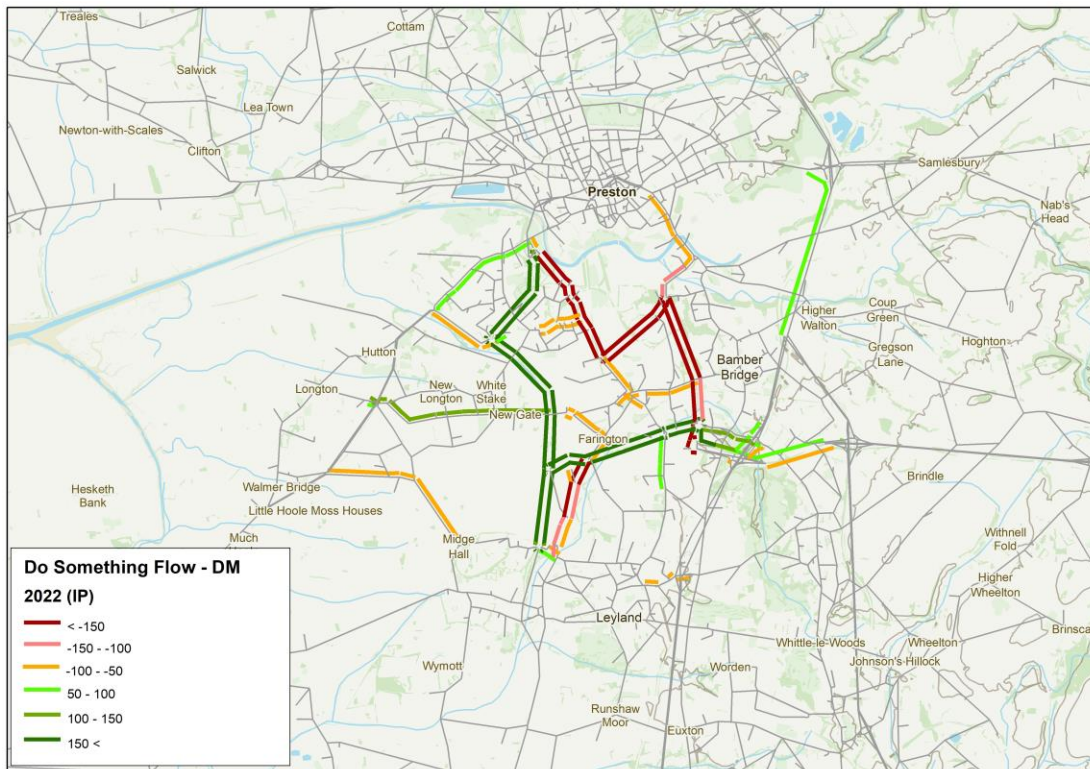 Treales
Cottam
Salwick
Lea Town
Newton-with-Scales
Clifton
Samlesbury
Preston
Nab's
Head
Higher
Walton
Coup
Green
Gregson
Lane
Hoghton
Hutton
Bamber
Bridge
Longton
New
Longton
White
Stake
New Gate
Farington
Walmer Bridge
Little Hoole Moss Houses
Hesketh
Bank
Much
Midge
Hall
Brindle
Withnell
Fold
Higher
Wheelton
Leyland
Whittle-le-Woods
Wheelton
Brinsca
Johnson's Hillock
Wymott
Worden
Runshaw
Moor
Euxton
Do Something Flow - DM
2022 (IP)
< -150
-150 - -100
-100 - -50
50 - 100
100 - 150
150 <